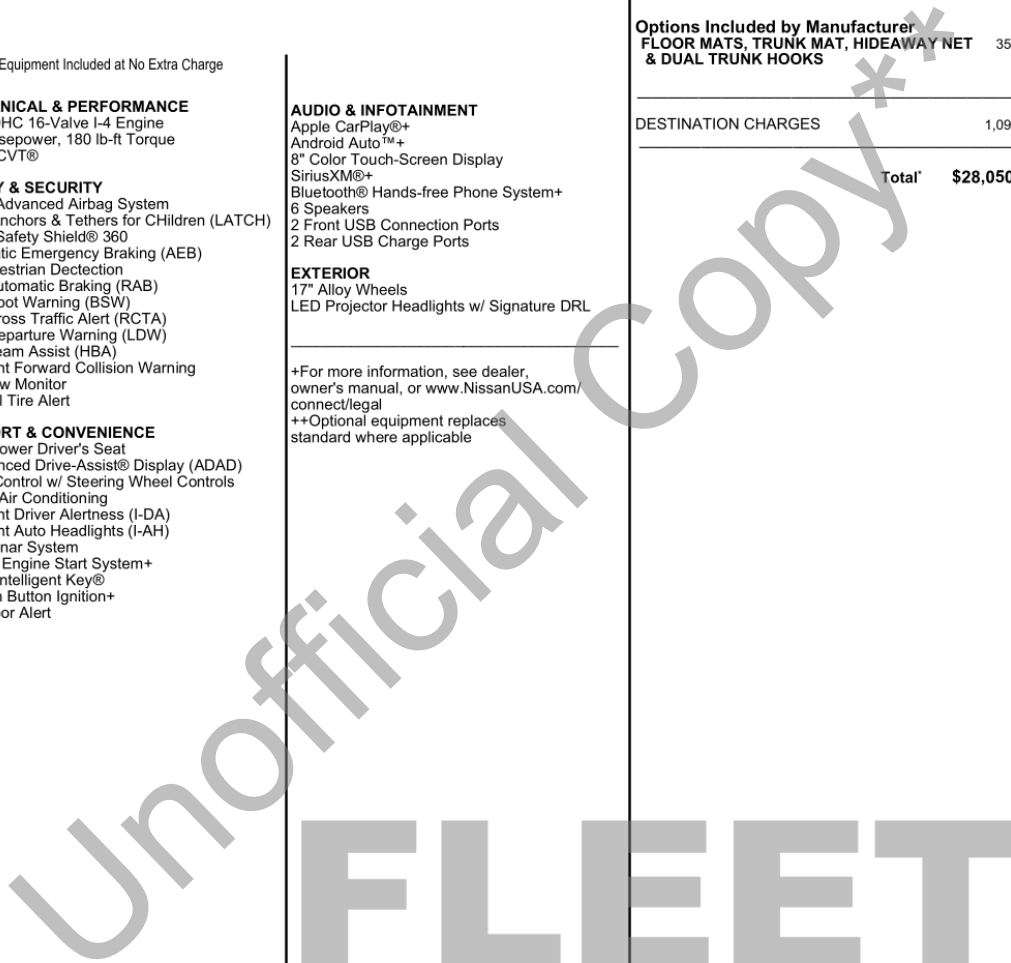 Equipment Included at No Extra Charge
NICAL & PERFORMANCE
HC 16-Valve I-4 Engine
sepower, 180 lb-ft Torque
CVT®
Y & SECURITY
Advanced Airbag System
nchors & Tethers for CHildren (LATCH)
Safety Shield® 360
tic Emergency Braking (AEB)
estrian Dectection
utomatic Braking (RAB)
pot Warning (BSW)
ross Traffic Alert (RCTA)
eparture Warning (LDW)
eam Assist (HBA)
nt Forward Collision Warning
w Monitor
l Tire Alert
RT & CONVENIENCE
ower Driver's Seat
nced Drive-Assist® Display (ADAD)
Control w/ Steering Wheel Controls
Air Conditioning
nt Driver Alertness (I-DA)
nt Auto Headlights (I-AH)
nar System
Engine Start System+
ntelligent Key®
n Button Ignition+
or Alert
AUDIO & INFOTAINMENT
Apple CarPlay®+
Android Auto™+
8" Color Touch-Screen Display
SiriusXM®+
Bluetooth® Hands-free Phone System+
6 Speakers
2 Front USB Connection Ports
2 Rear USB Charge Ports
EXTERIOR
17" Alloy Wheels
LED Projector Headlights w/ Signature DRL
+For more information, see dealer,
owner's manual, or www.NissanUSA.com/
connect/legal
++Optional equipment replaces
standard where applicable
Options Included by Manufacturer
FLOOR MATS, TRUNK MAT, HIDEAWAY NET 35
& DUAL TRUNK HOOKS
DESTINATION CHARGES 1,09
Total* $28,050
Unofficial Copy**
FLEET